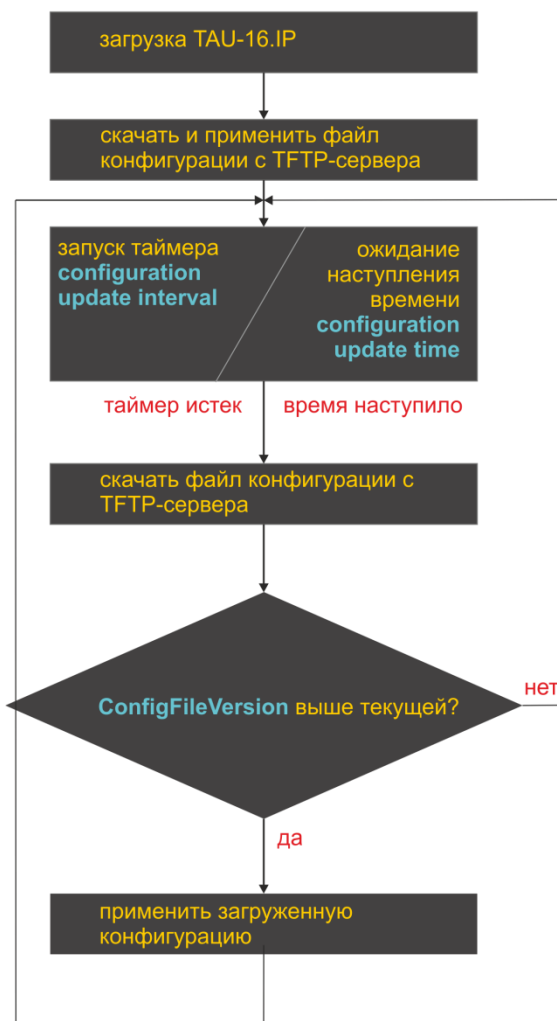 загрузка TAU-16.IP
скачать и применить файл
конфигурации с TFTP-сервера
запуск таймера
configuration
update interval
ожидание
наступления
времени
configuration
update time
таймер истек
время наступило
скачать файл конфигурации с
TFTP-сервера
ConfigFileVersion выше текущей?
нет
да
применить загруженную
конфигурацию